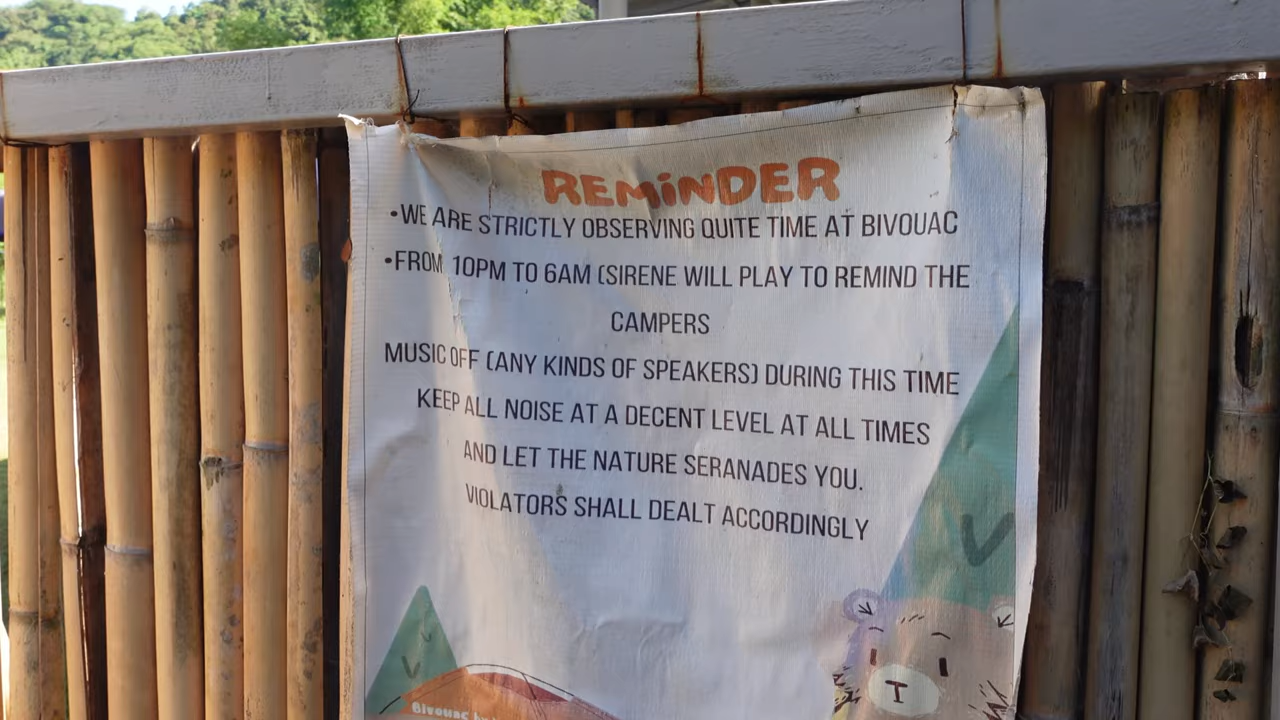 REMINDER
•WE ARE STRICTLY OBSERVING QUITE TIME AT BIVOUAC
•FROM 10PM TO 6AM (SIRENE WILL PLAY TO REMIND THE
CAMPERS
MUSIC OFF (ANY KINDS OF SPEAKERS) DURING THIS TIME
KEEP ALL NOISE AT A DECENT LEVEL AT ALL TIMES
AND LET THE NATURE SERANADES YOU.
VIOLATORS SHALL DEALT ACCORDINGLY
Bivouac